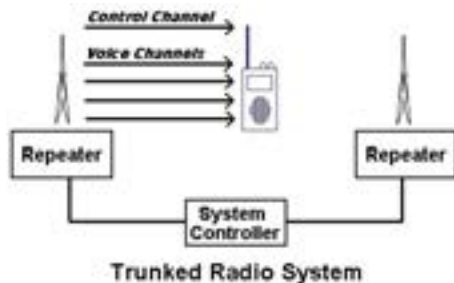 Control Channel
Voice Channels
Repeater
Repeater
System
Controller
Trunked Radio System